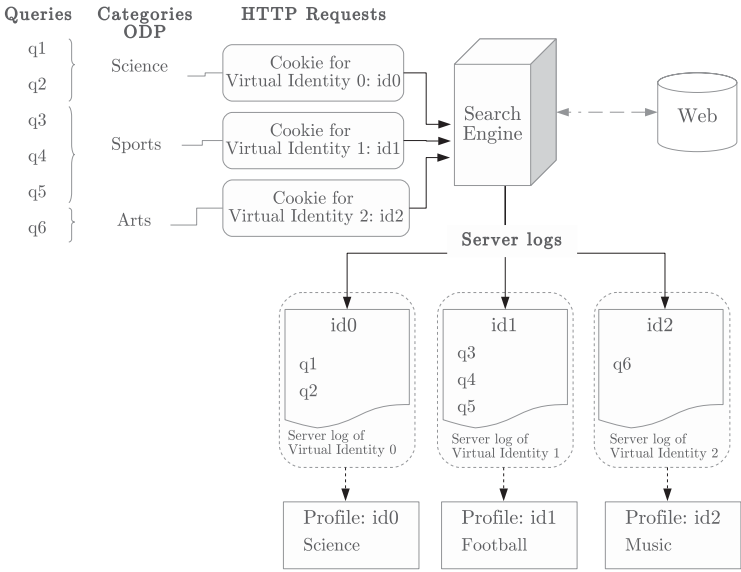 Queries
Categories
ODP
HTTP Requests
q1
q2
q3
q4
q5
q6
Science
Sports
Arts
Cookie for
Virtual Identity 0: id0
Cookie for
Virtual Identity 1: id1
Cookie for
Virtual Identity 2: id2
Search
Engine
Web
Server logs
id0
q1
q2
Server log of
Virtual Identity 0
id1
q3
q4
q5
Server log of
Virtual Identity 1
id2
q6
Server log of
Virtual Identity 2
Profile: id0
Science
Profile: id1
Football
Profile: id2
Music